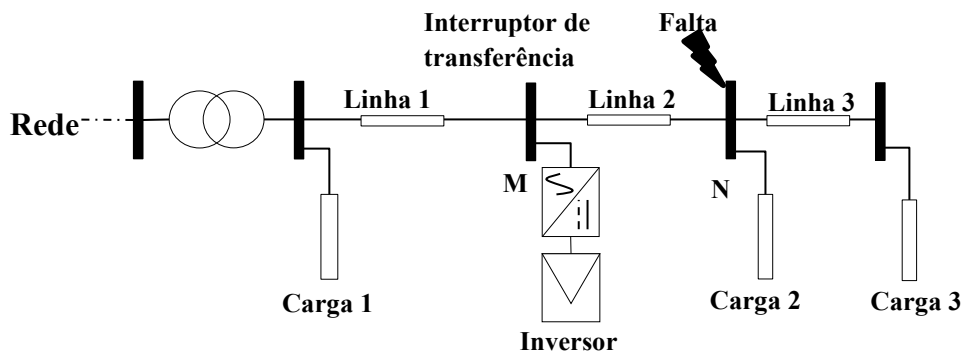 Interruptor de
transferência
Falta
Linha 1
Linha 2
Linha 3
Rede
M
N
Carga 1
Carga 2
Carga 3
Inversor